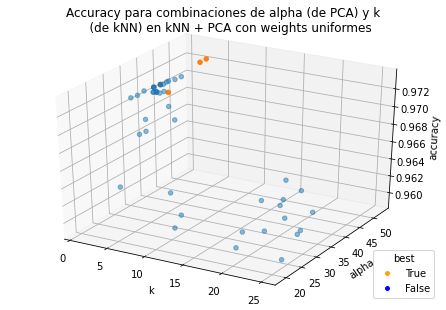 Accuracy para combinaciones de alpha (de PCA) y k
(de kNN) en kNN + PCA con weights uniformes
0.972
0.970
0.968
0.966
0.964
0.962
0.960
accuracy
50
45
40
35
30
25
20
alpha
0
5
10
15
20
25
k
best
True
False